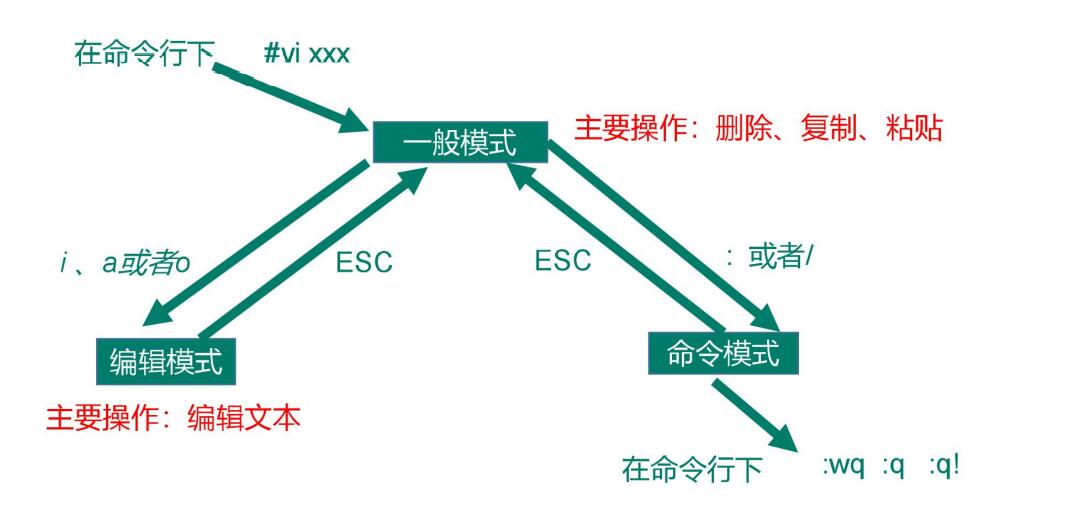 在命令行下 #vi xxx
主要操作：删除、复制、粘贴
一般模式
i 、a或者o
ESC
ESC
: 或者/
编辑模式
命令模式
主要操作：编辑文本
在命令行下 :wq :q :q!